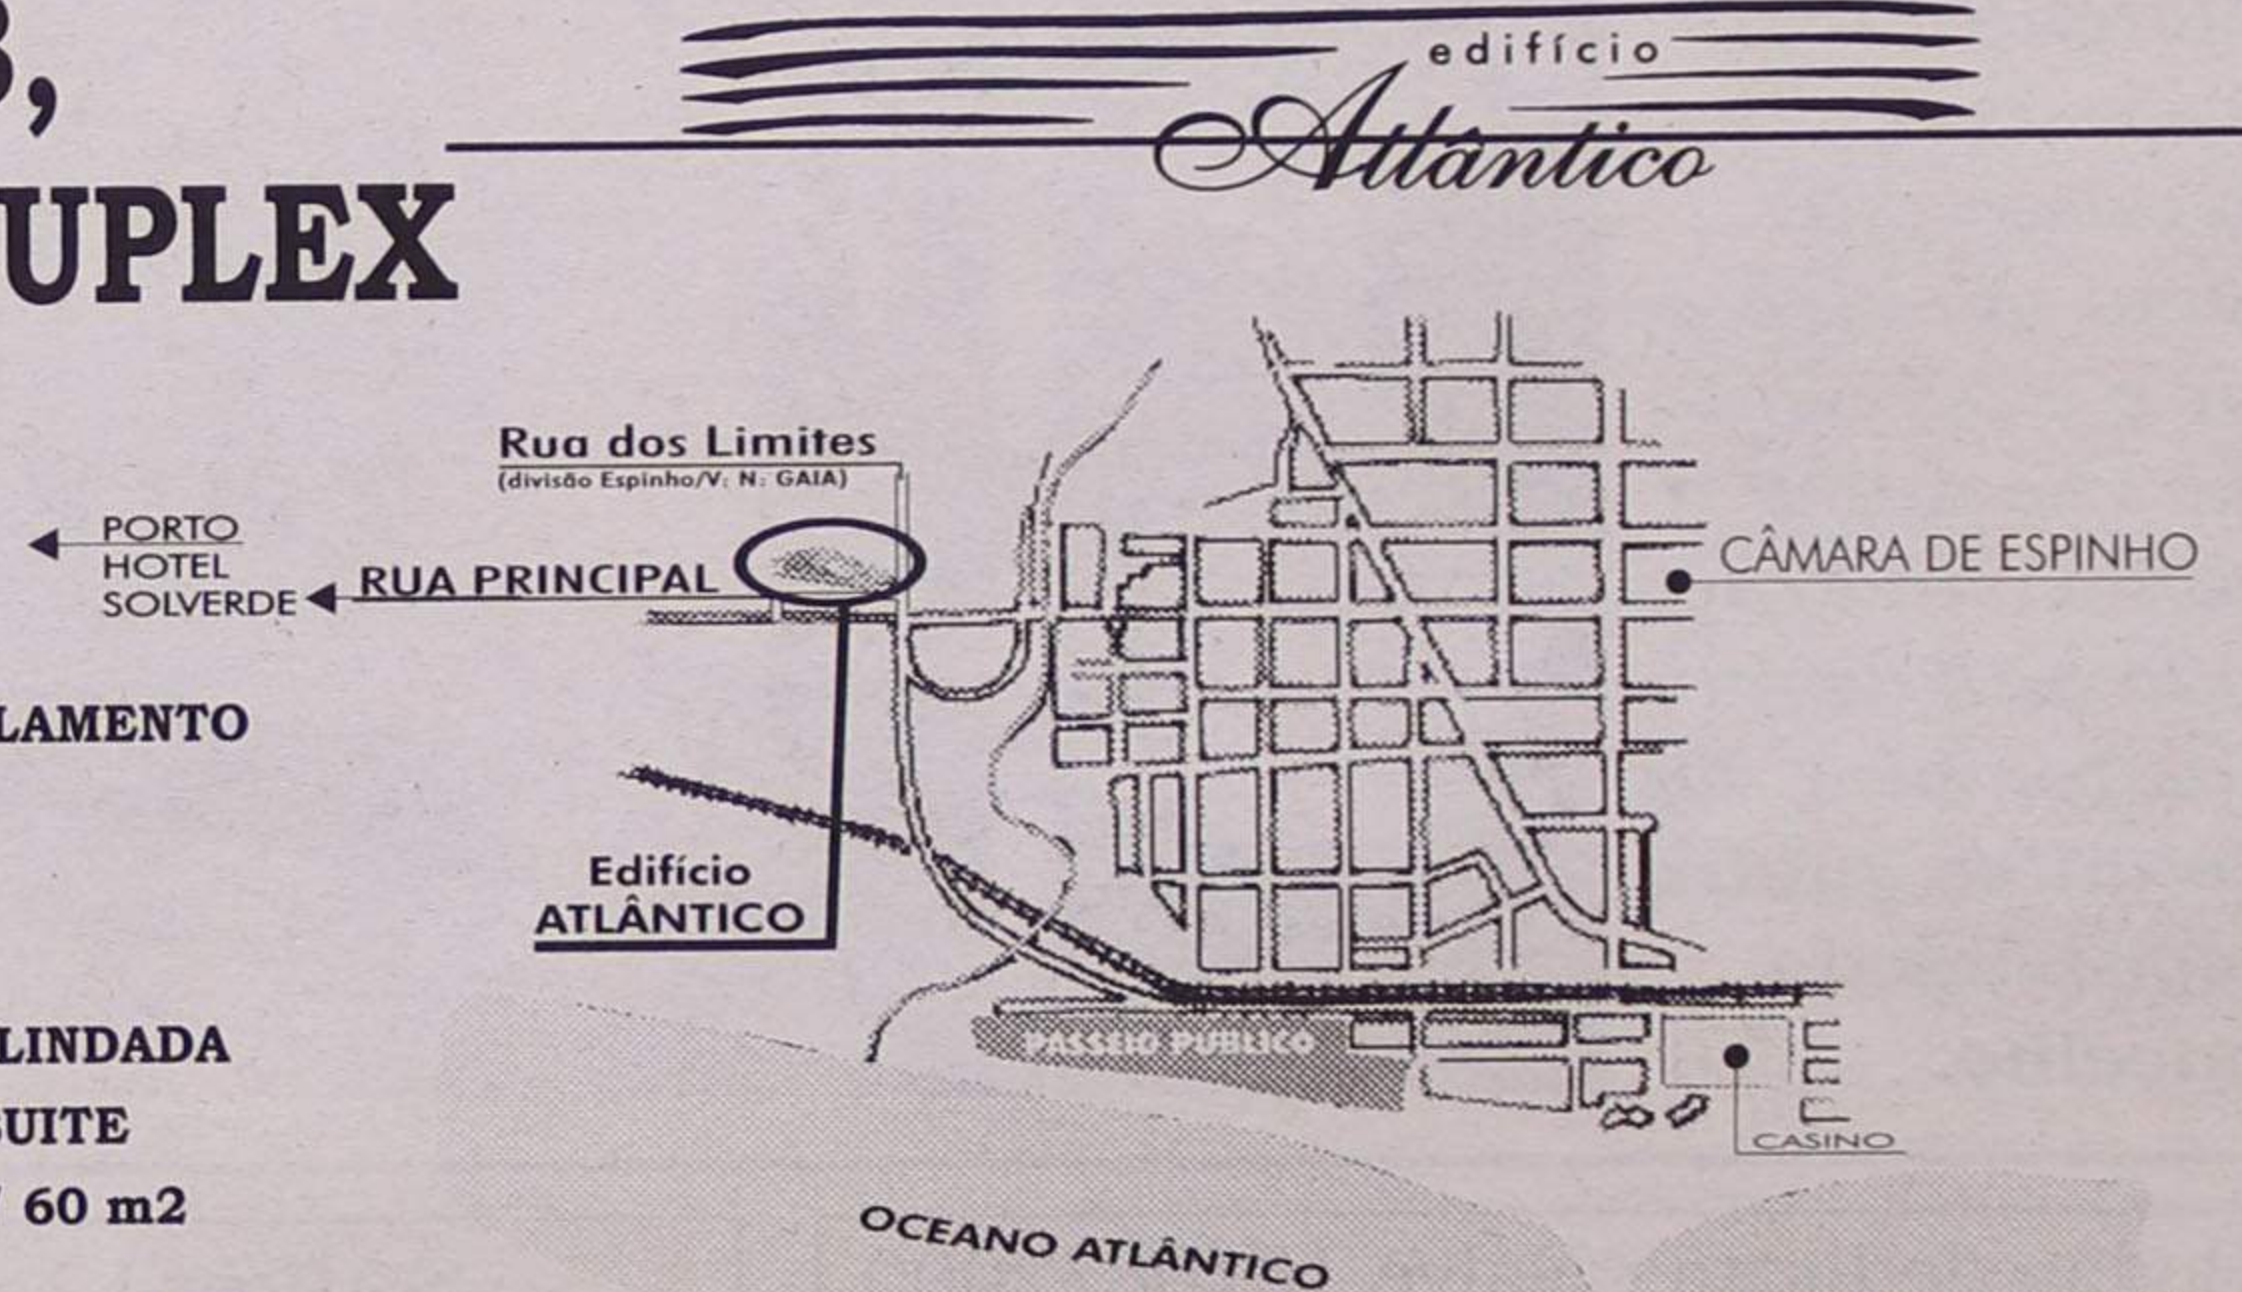 edifício
Atlântico
UPLEX
Rua dos Limites
(divisão Espinho/V. N. GAIA)
PORTO
HOTEL
SOLVERDE
RUA PRINCIPAL
CÂMARA DE ESPINHO
LAMENTO
Edifício
ATLÂNTICO
LINDADA
UITE
60 m2
PASSEIO PUBLICO
CASINO
OCEANO ATLÂNTICO